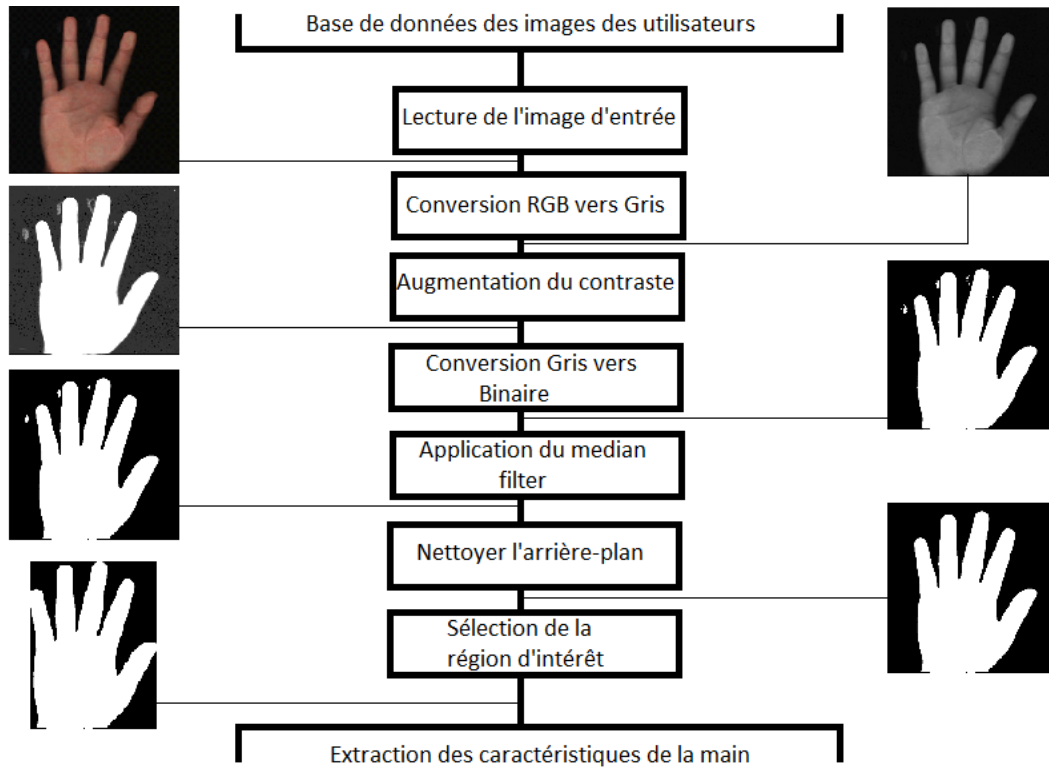 Base de données des images des utilisateurs
Lecture de l'image d'entrée
Conversion RGB vers Gris
Augmentation du contraste
Conversion Gris vers
Binaire
Application du median
filter
Nettoyer l'arrière-plan
Sélection de la
région d'intérêt
Extraction des caractéristiques de la main